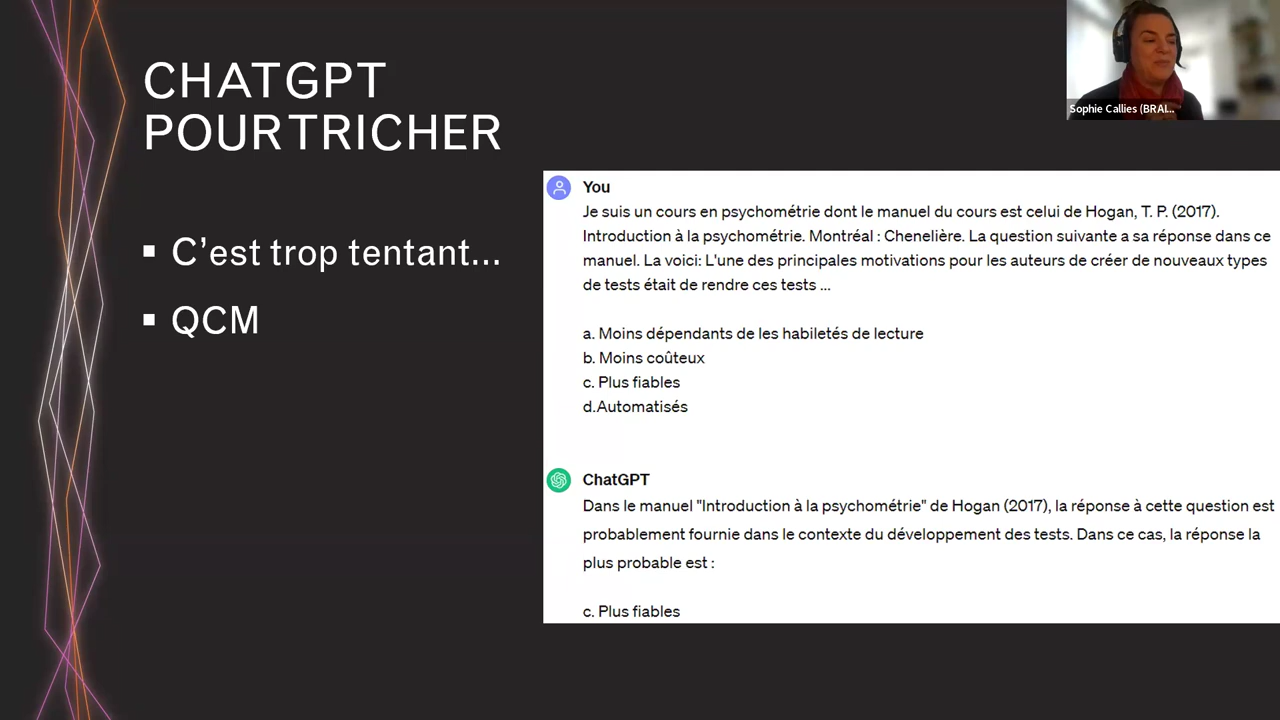 CHATGPT
POUR TRICHER
▪ C’est trop tentant...
▪ QCM
Sophie Callies (BRAI...
You
Je suis un cours en psychométrie dont le manuel du cours est celui de Hogan, T. P. (2017).
Introduction à la psychométrie. Montréal : Chenelière. La question suivante a sa réponse dans ce
manuel. La voici: L'une des principales motivations pour les auteurs de créer de nouveaux types
de tests était de rendre ces tests ...
a. Moins dépendants de les habiletés de lecture
b. Moins coûteux
c. Plus fiables
d.Automatisés
ChatGPT
Dans le manuel "Introduction à la psychométrie" de Hogan (2017), la réponse à cette question est
probablement fournie dans le contexte du développement des tests. Dans ce cas, la réponse la
plus probable est :
c. Plus fiables